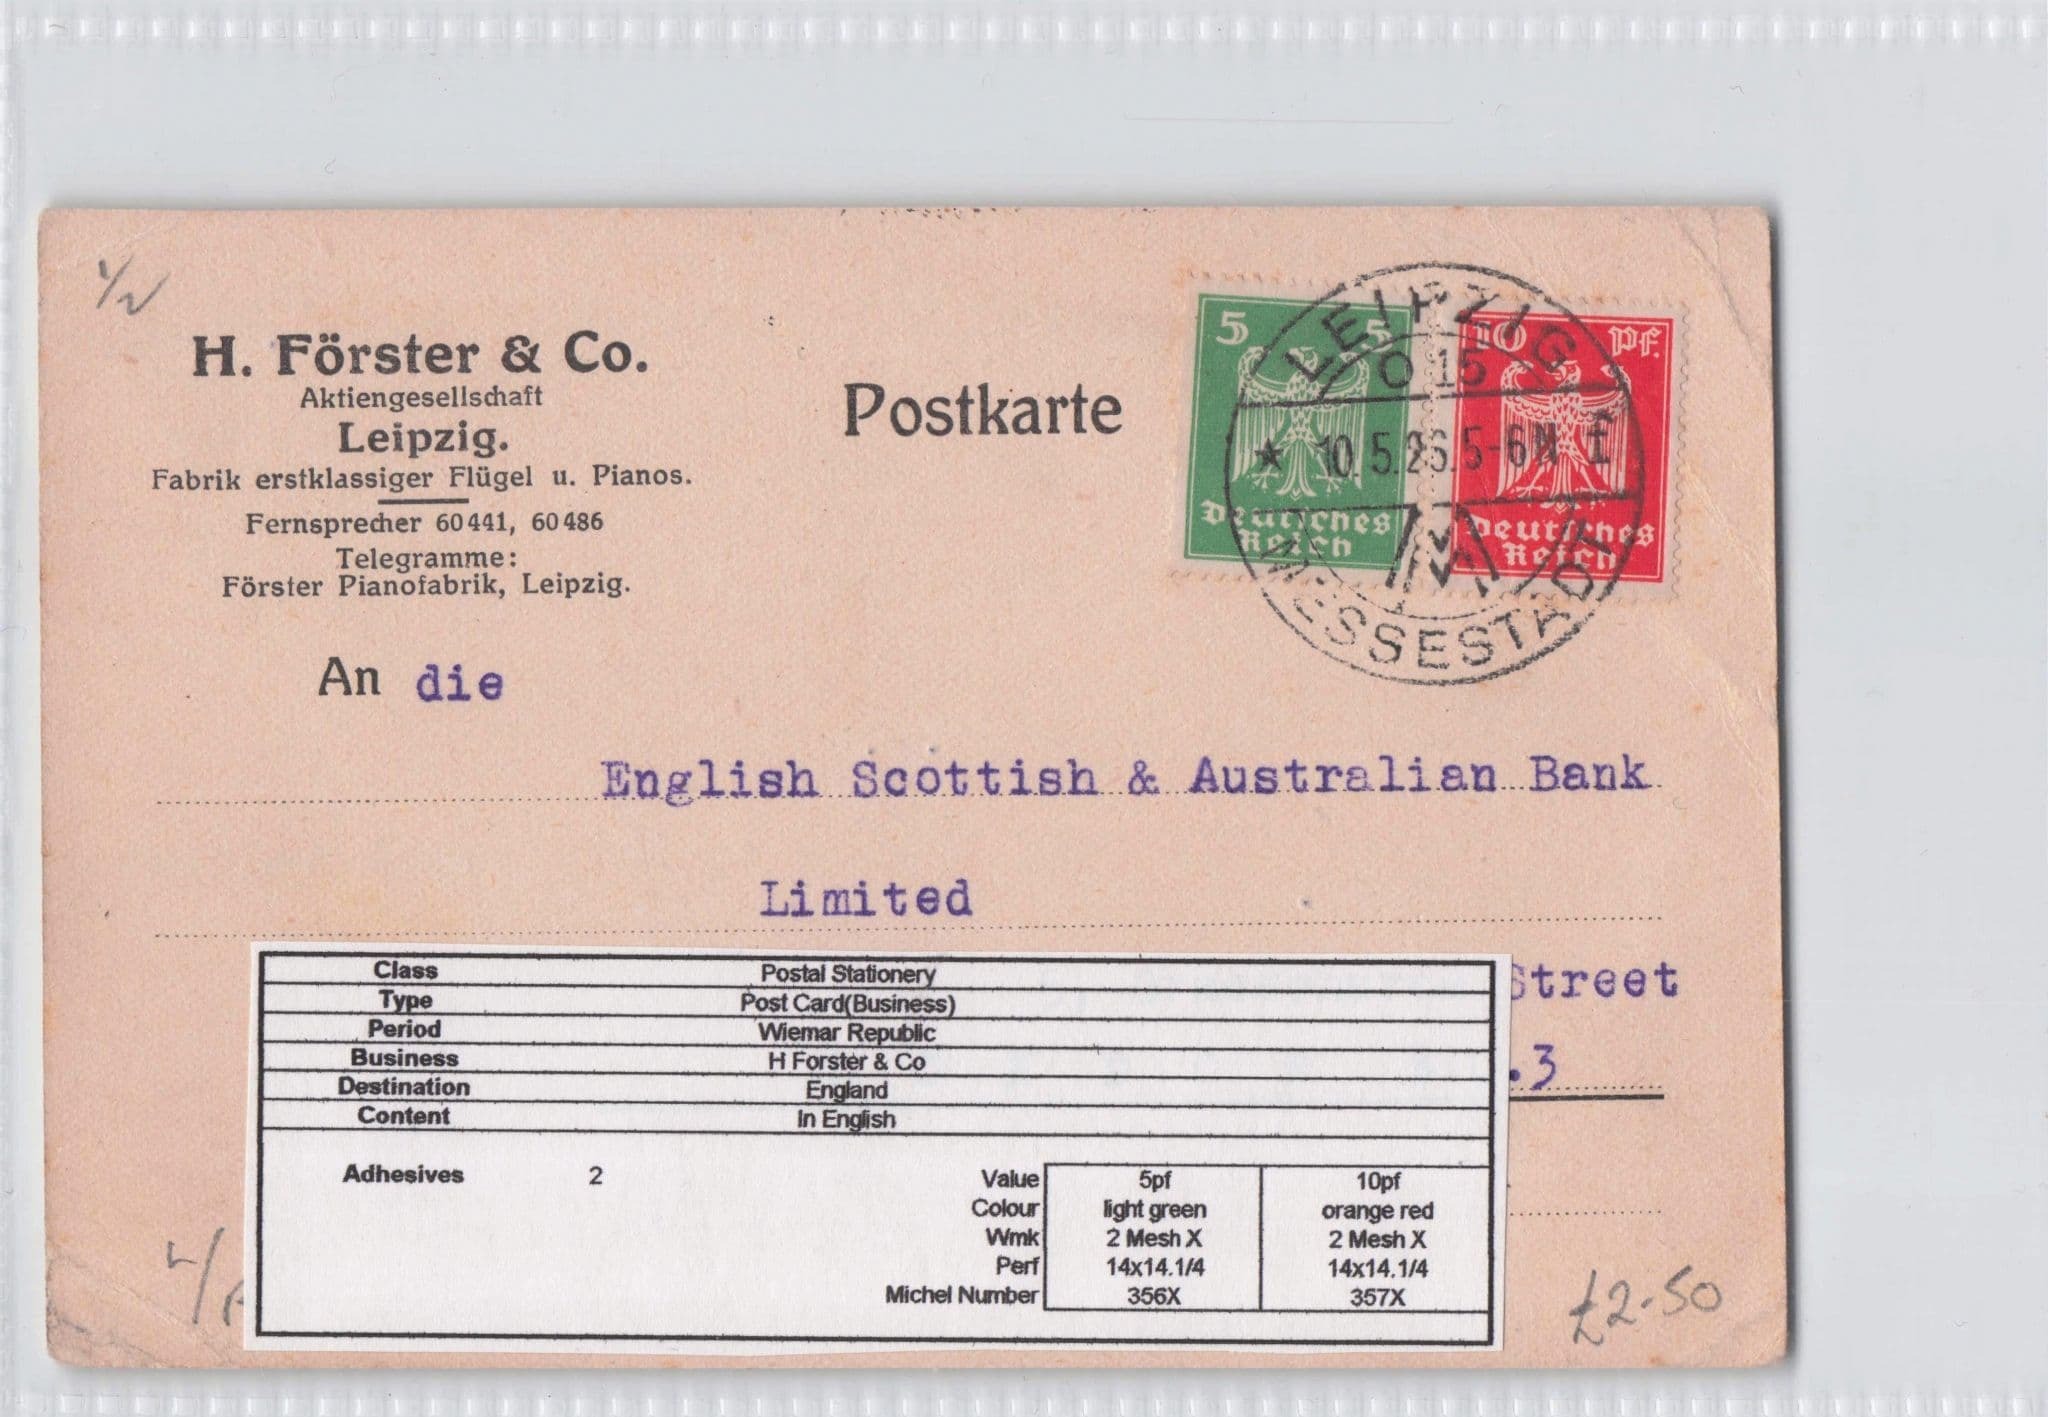 H. Förster & Co.
Aktiengesellschaft
Leipzig.
Fabrik erstklassiger Flügel u. Pianos.
Fernsprecher 60441, 60486
Telegramme:
Förster Pianofabrik, Leipzig.
Postkarte
5 5
Deutsches
Reich
10 Pf.
Deutsches
Reich
LEIPZIG
O 15
★ 10.5.26.5-6N
MESSESTADT
An die
English Scottish & Australian Bank
Limited
Street
.3
Class Postal Stationery
Type Post Card(Business)
Period Wiemar Republic
Business H Forster & Co
Destination England
Content In English
Adhesives 2
Value 5pf 10pf
Colour light green orange red
Wmk 2 Mesh X 2 Mesh X
Perf 14x14.1/4 14x14.1/4
Michel Number 356X 357X
£2-50